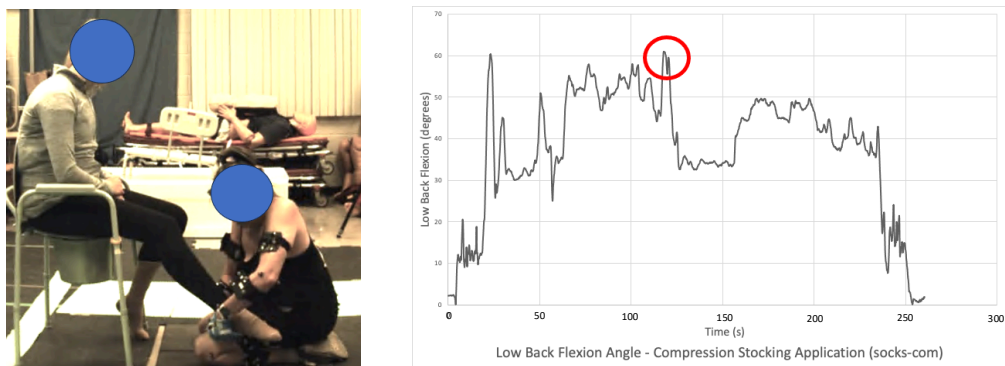 70
60
50
40
30
20
10
0
Low Back Flexion (degrees)
0 50 100 150 200 250 300
Time (s)
Low Back Flexion Angle - Compression Stocking Application (socks-com)